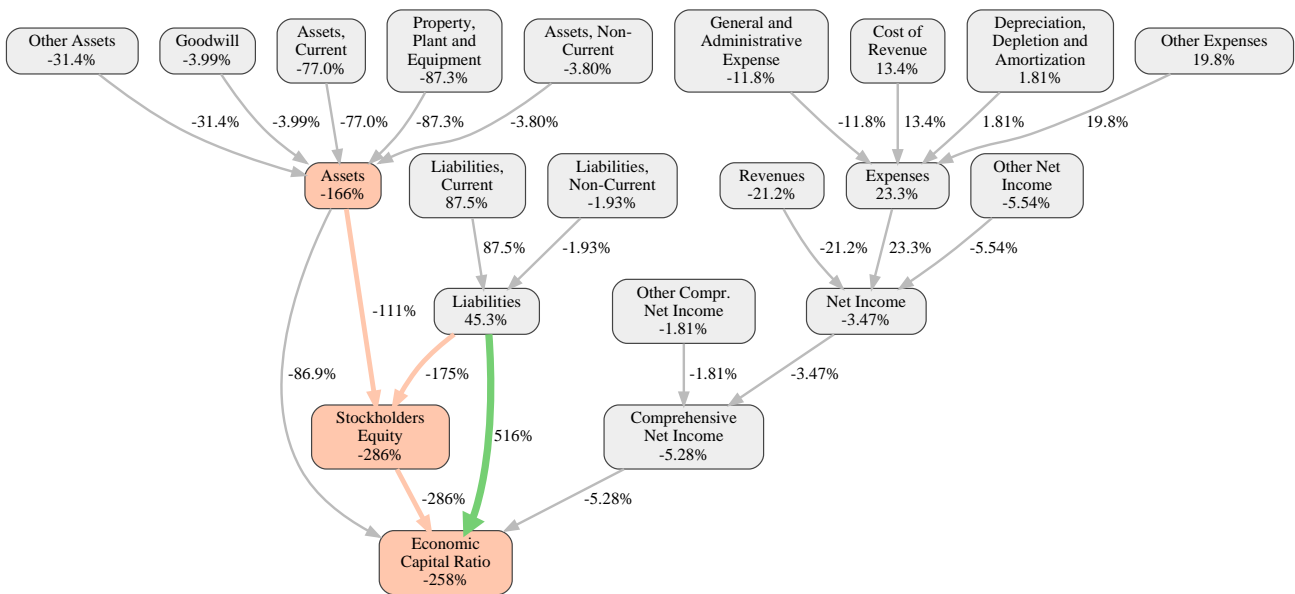 Other Assets
-31.4%
Goodwill
-3.99%
Assets,
Current
-77.0%
Property,
Plant and
Equipment
-87.3%
Assets, Non-
Current
-3.80%
General and
Administrative
Expense
-11.8%
Cost of
Revenue
13.4%
Depreciation,
Depletion and
Amortization
1.81%
Other Expenses
19.8%
-31.4%
-3.99%
-77.0%
-87.3%
-3.80%
-11.8%
13.4%
1.81%
19.8%
Assets
-166%
Liabilities,
Current
87.5%
Liabilities,
Non-Current
-1.93%
Revenues
-21.2%
Expenses
23.3%
Other Net
Income
-5.54%
87.5%
-1.93%
-21.2%
23.3%
-5.54%
Liabilities
45.3%
Other Compr.
Net Income
-1.81%
Net Income
-3.47%
-111%
-86.9%
-175%
-1.81%
-3.47%
Stockholders
Equity
-286%
516%
Comprehensive
Net Income
-5.28%
-286%
-5.28%
Economic
Capital Ratio
-258%